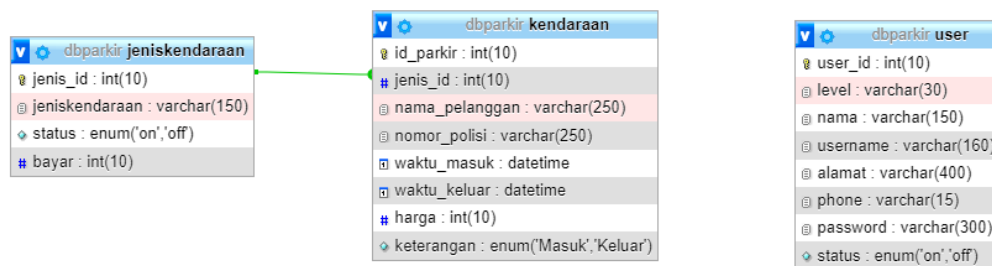 dbparkir jeniskendaraan
jenis_id : int(10)
jeniskendaraan : varchar(150)
status : enum('on','off')
bayar : int(10)
dbparkir kendaraan
id_parkir : int(10)
jenis_id : int(10)
nama_pelanggan : varchar(250)
nomor_polisi : varchar(250)
waktu_masuk : datetime
waktu_keluar : datetime
harga : int(10)
keterangan : enum('Masuk','Keluar')
dbparkir user
user_id : int(10)
level : varchar(30)
nama : varchar(150)
username : varchar(160)
alamat : varchar(400)
phone : varchar(15)
password : varchar(300)
status : enum('on','off')